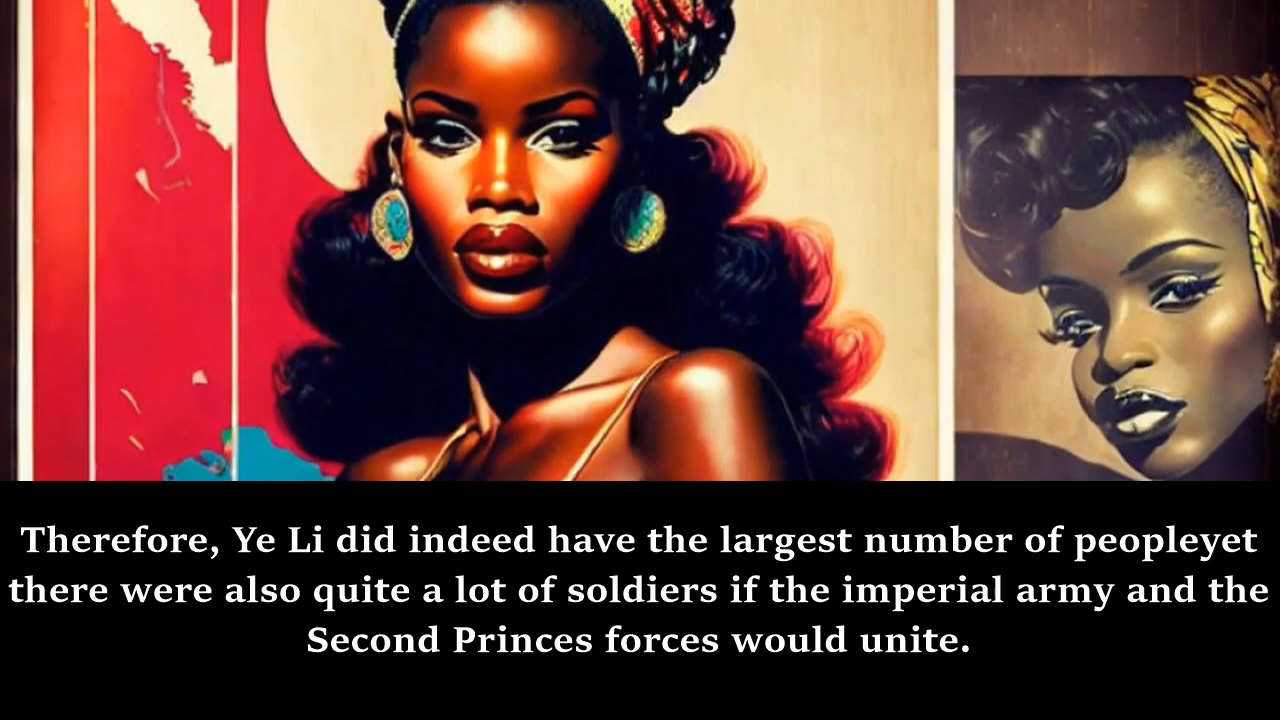 Therefore, Ye Li did indeed have the largest number of peopleyet
there were also quite a lot of soldiers if the imperial army and the
Second Princes forces would unite.